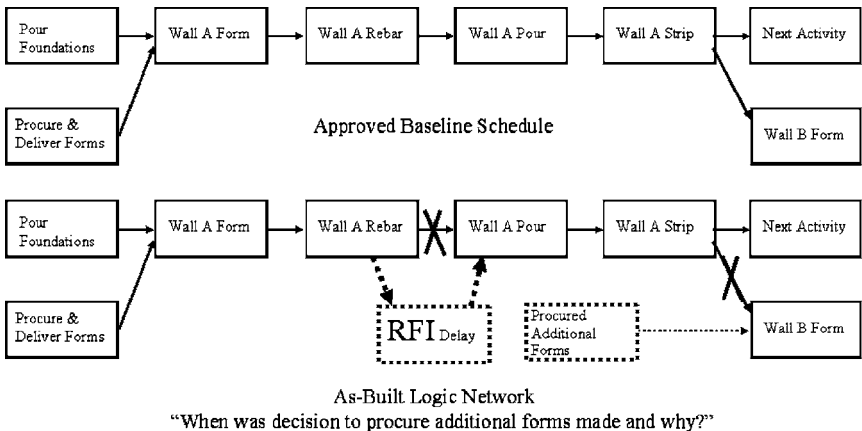 Pour
Foundations
Wall A Form
Wall A Rebar
Wall A Pour
Wall A Strip
Next Activity
Procure &
Deliver Forms
Approved Baseline Schedule
Wall B Form
Pour
Foundations
Wall A Form
Wall A Rebar
Wall A Pour
Wall A Strip
Next Activity
Procure &
Deliver Forms
RFI Delay
Procured
Additional
Forms
Wall B Form
As-Built Logic Network
“When was decision to procure additional forms made and why?”